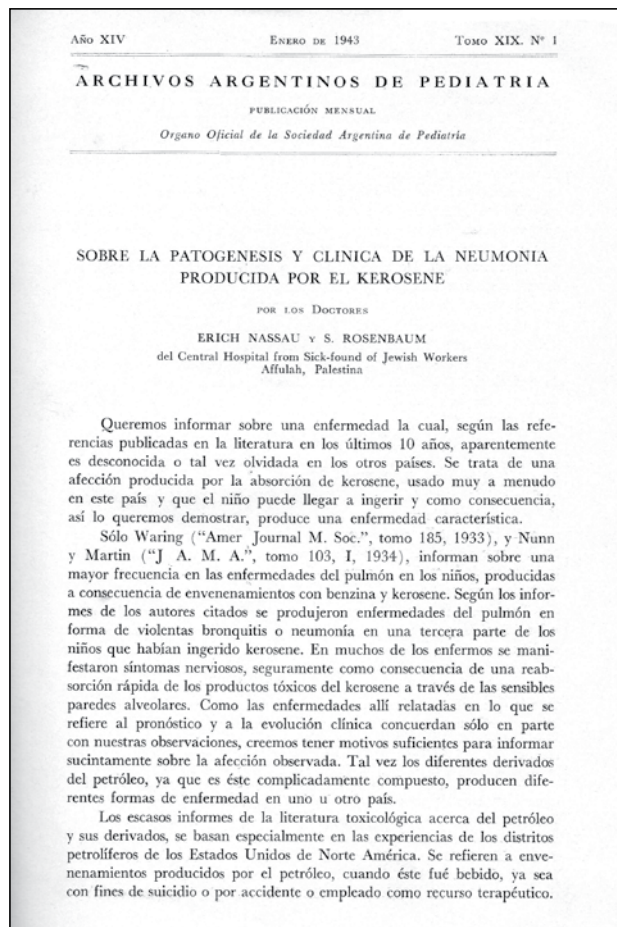 Año XIV Enero de 1943 Tomo XIX. Nº 1
ARCHIVOS ARGENTINOS DE PEDIATRIA
PUBLICACIÓN MENSUAL
Organo Oficial de la Sociedad Argentina de Pediatría
SOBRE LA PATOGENESIS Y CLINICA DE LA NEUMONIA
PRODUCIDA POR EL KEROSENE
por los Doctores
ERICH NASSAU y S. ROSENBAUM
del Central Hospital from Sick-found of Jewish Workers
Affulah, Palestina
Queremos informar sobre una enfermedad la cual, según las refe-
rencias publicadas en la literatura en los últimos 10 años, aparentemente
es desconocida o tal vez olvidada en los otros países. Se trata de una
afección producida por la absorción de kerosene, usado muy a menudo
en este país y que el niño puede llegar a ingerir y como consecuencia,
así lo queremos demostrar, produce una enfermedad característica.
Sólo Waring ("Amer Journal M. Soc.", tomo 185, 1933), y Nunn
y Martin ("J A. M. A.", tomo 103, I, 1934), informan sobre una
mayor frecuencia en las enfermedades del pulmón en los niños, producidas
a consecuencia de envenenamientos con benzina y kerosene. Según los infor-
mes de los autores citados se produjeron enfermedades del pulmón en
forma de violentas bronquitis o neumonía en una tercera parte de los
niños que habían ingerido kerosene. En muchos de los enfermos se mani-
festaron síntomas nerviosos, seguramente como consecuencia de una reab-
sorción rápida de los productos tóxicos del kerosene a través de las sensibles
paredes alveolares. Como las enfermedades allí relatadas en lo que se
refiere al pronóstico y a la evolución clínica concuerdan sólo en parte
con nuestras observaciones, creemos tener motivos suficientes para informar
sucintamente sobre la afección observada. Tal vez los diferentes derivados
del petróleo, ya que es éste complicadamente compuesto, producen dife-
rentes formas de enfermedad en uno u otro país.
Los escasos informes de la literatura toxicológica acerca del petróleo
y sus derivados, se basan especialmente en las experiencias de los distritos
petrolíferos de los Estados Unidos de Norte América. Se refieren a enve-
nenamientos producidos por el petróleo, cuando éste fué bebido, ya sea
con fines de suicidio o por accidente o empleado como recurso terapéutico.